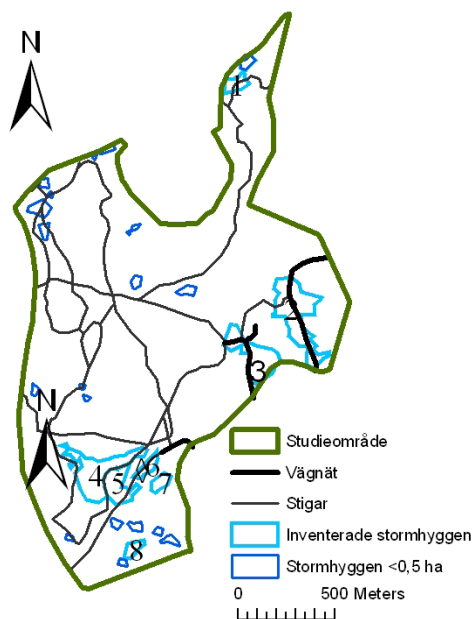 N
1
2
3
N
4 5 6 7
8
Studieområde
Vägnät
Stigar
Inventerade stormhyggen
Stormhyggen <0,5 ha
0 500 Meters